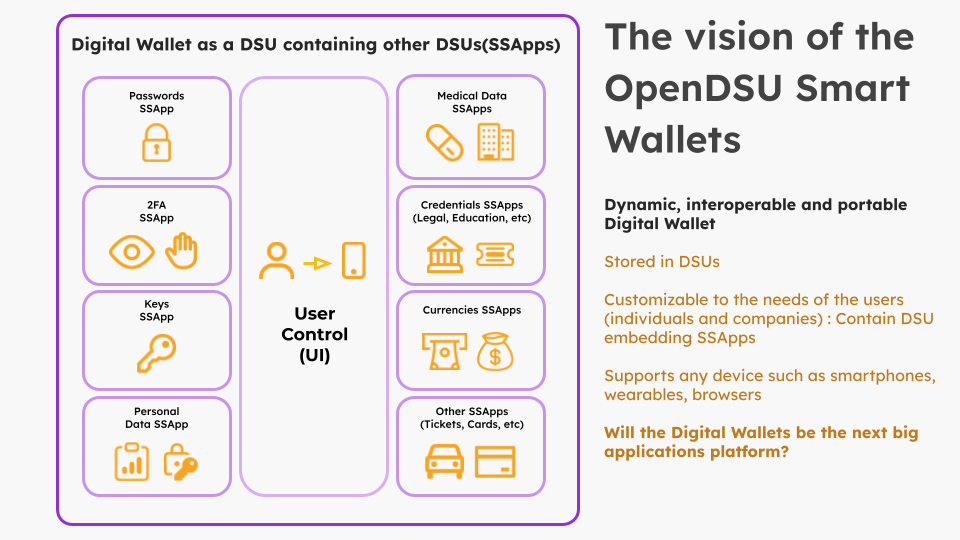 Digital Wallet as a DSU containing other DSUs(SSApps)
Passwords
SSApp
2FA
SSApp
Keys
SSApp
Personal
Data SSApp
User
Control
(UI)
Medical Data
SSApps
Credentials SSApps
(Legal, Education, etc)
Currencies SSApps
$
Other SSApps
(Tickets, Cards, etc)
The vision of the
OpenDSU Smart
Wallets
Dynamic, interoperable and portable
Digital Wallet
Stored in DSUs
Customizable to the needs of the users
(individuals and companies) : Contain DSU
embedding SSApps
Supports any device such as smartphones,
wearables, browsers
Will the Digital Wallets be the next big
applications platform?